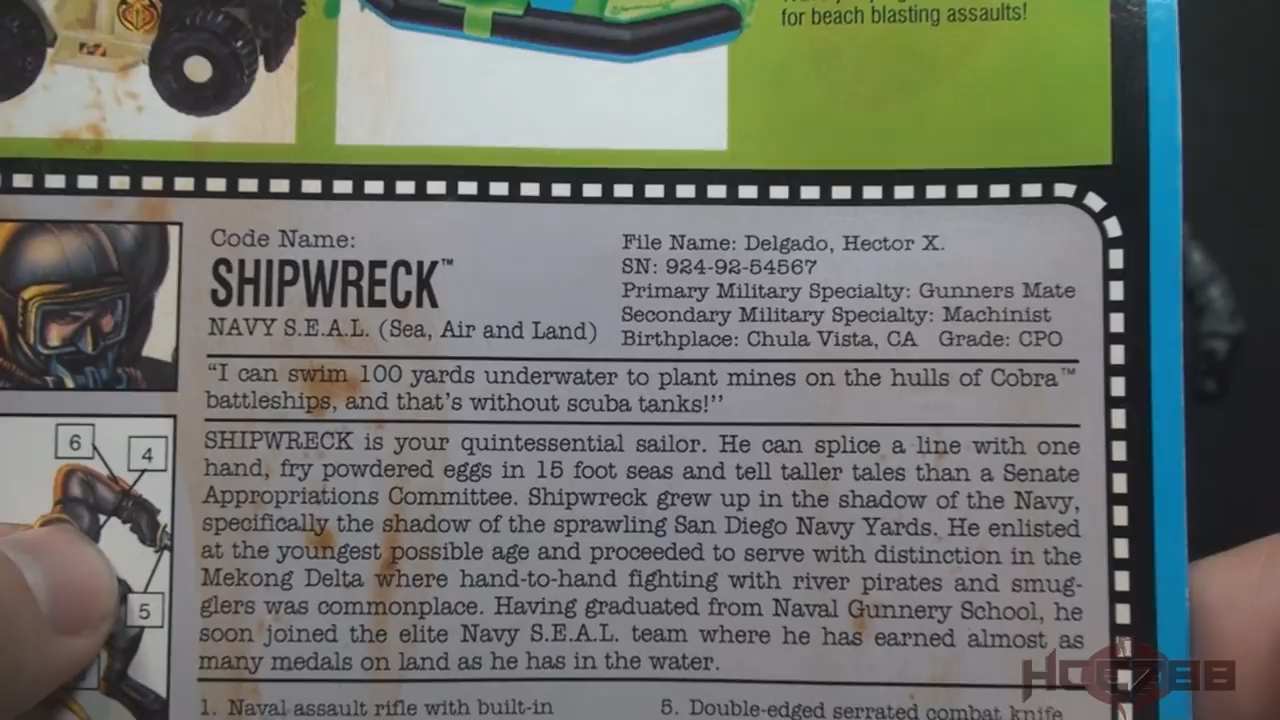 for beach blasting assaults!
Code Name:
SHIPWRECK™
NAVY S.E.A.L. (Sea, Air and Land)
File Name: Delgado, Hector X.
SN: 924-92-54567
Primary Military Specialty: Gunners Mate
Secondary Military Specialty: Machinist
Birthplace: Chula Vista, CA Grade: CPO
“I can swim 100 yards underwater to plant mines on the hulls of Cobra™
battleships, and that’s without scuba tanks!”
SHIPWRECK is your quintessential sailor. He can splice a line with one
hand, fry powdered eggs in 15 foot seas and tell taller tales than a Senate
Appropriations Committee. Shipwreck grew up in the shadow of the Navy,
specifically the shadow of the sprawling San Diego Navy Yards. He enlisted
at the youngest possible age and proceeded to serve with distinction in the
Mekong Delta where hand-to-hand fighting with river pirates and smug-
glers was commonplace. Having graduated from Naval Gunnery School, he
soon joined the elite Navy S.E.A.L. team where he has earned almost as
many medals on land as he has in the water.
6
4
5
1. Naval assault rifle with built-in
5. Double-edged serrated combat knife
HCC788